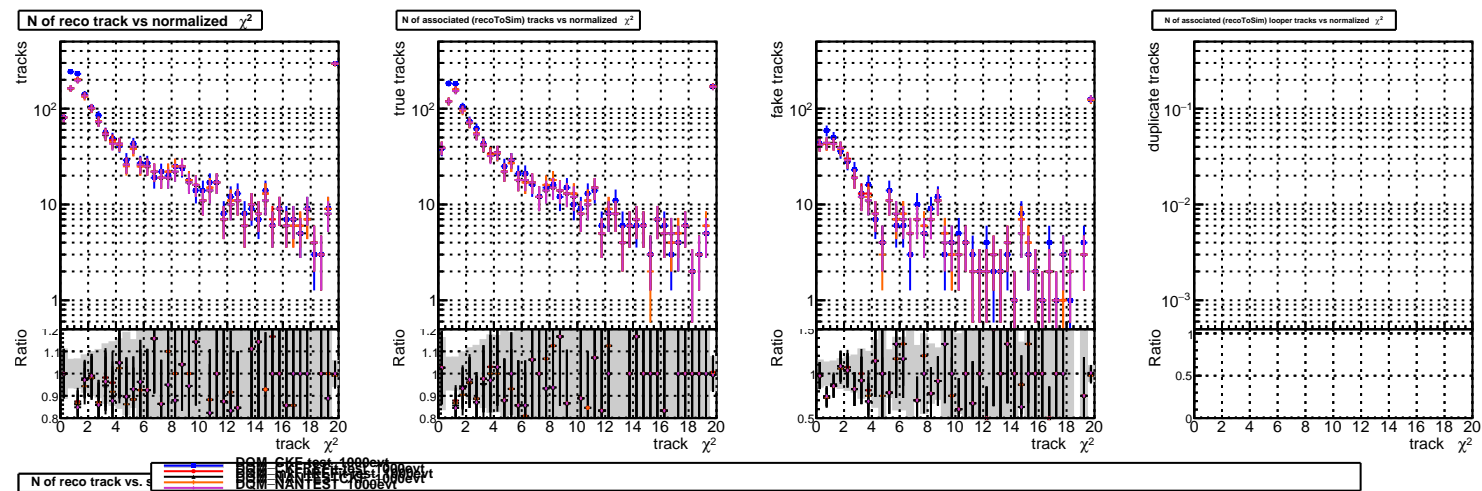 N of reco track vs normalized χ²
N of associated (recoToSim) tracks vs normalized χ²
N of associated (recoToSim) looper tracks vs normalized χ²
tracks
10²
10
1
Ratio
1.2
1.1
1
0.9
0.8
0 2 4 6 8 10 12 14 16 18 20
track χ²
true tracks
10²
10
1
Ratio
1.2
1.1
1
0.9
0.8
0 2 4 6 8 10 12 14 16 18 20
track χ²
fake tracks
10²
10
1
Ratio
1.5
1
0.5
0 2 4 6 8 10 12 14 16 18 20
track χ²
duplicate tracks
10⁻¹
10⁻²
10⁻³
Ratio
1
0.5
0
0 2 4 6 8 10 12 14 16 18 20
track χ²
N of reco track vs. s
DQM_CKF
test_1000evt
DQM_NANTEST_1000evt